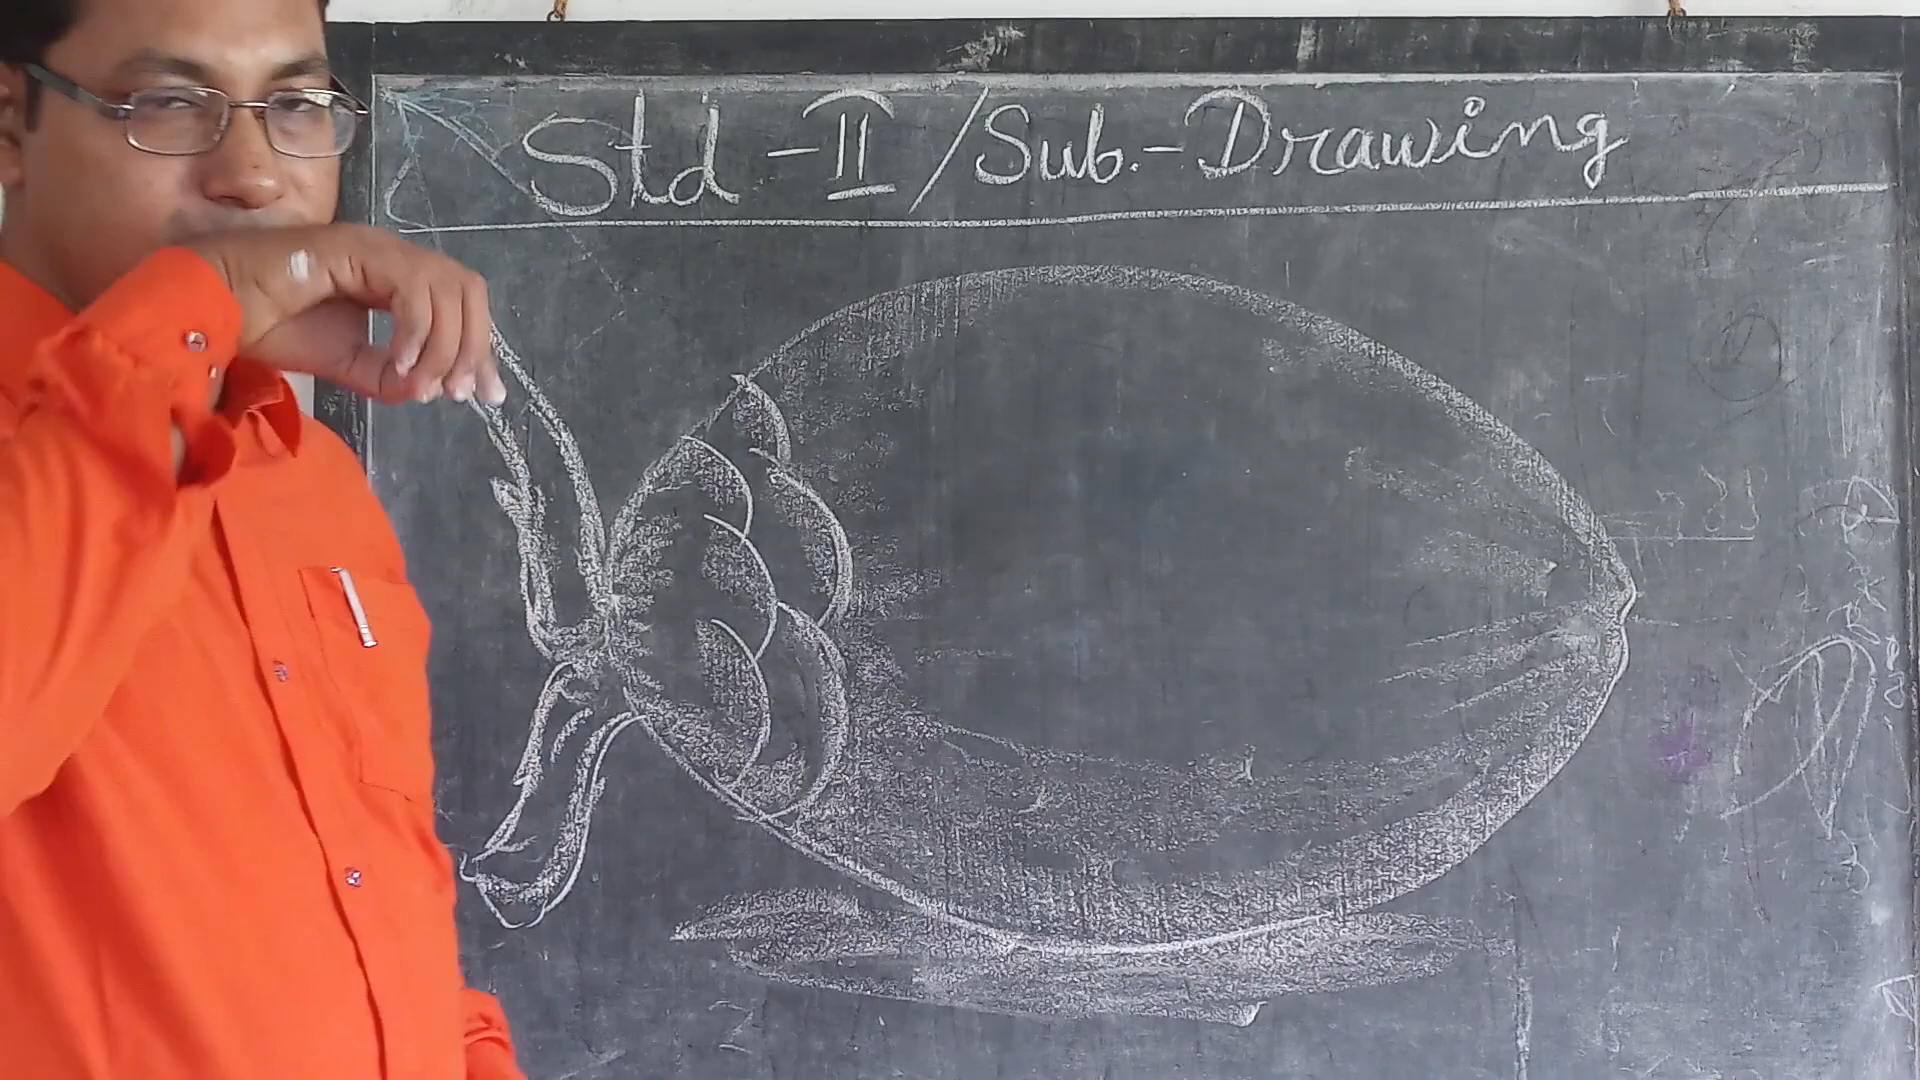 Std - II / Sub. - Drawing